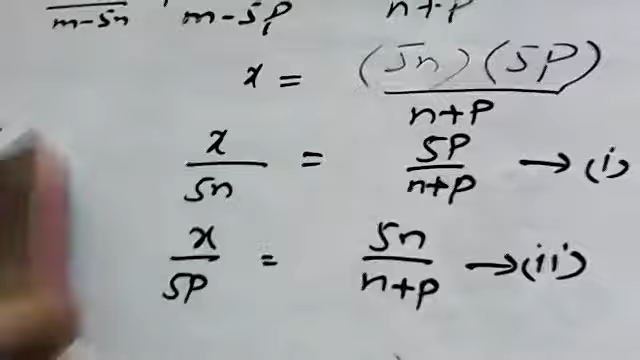 m-5n m-5p n+p
x = (5n)(5p)/n+p
x/5n = 5p/n+p → (i)
x/5p = 5n/n+p → (ii)